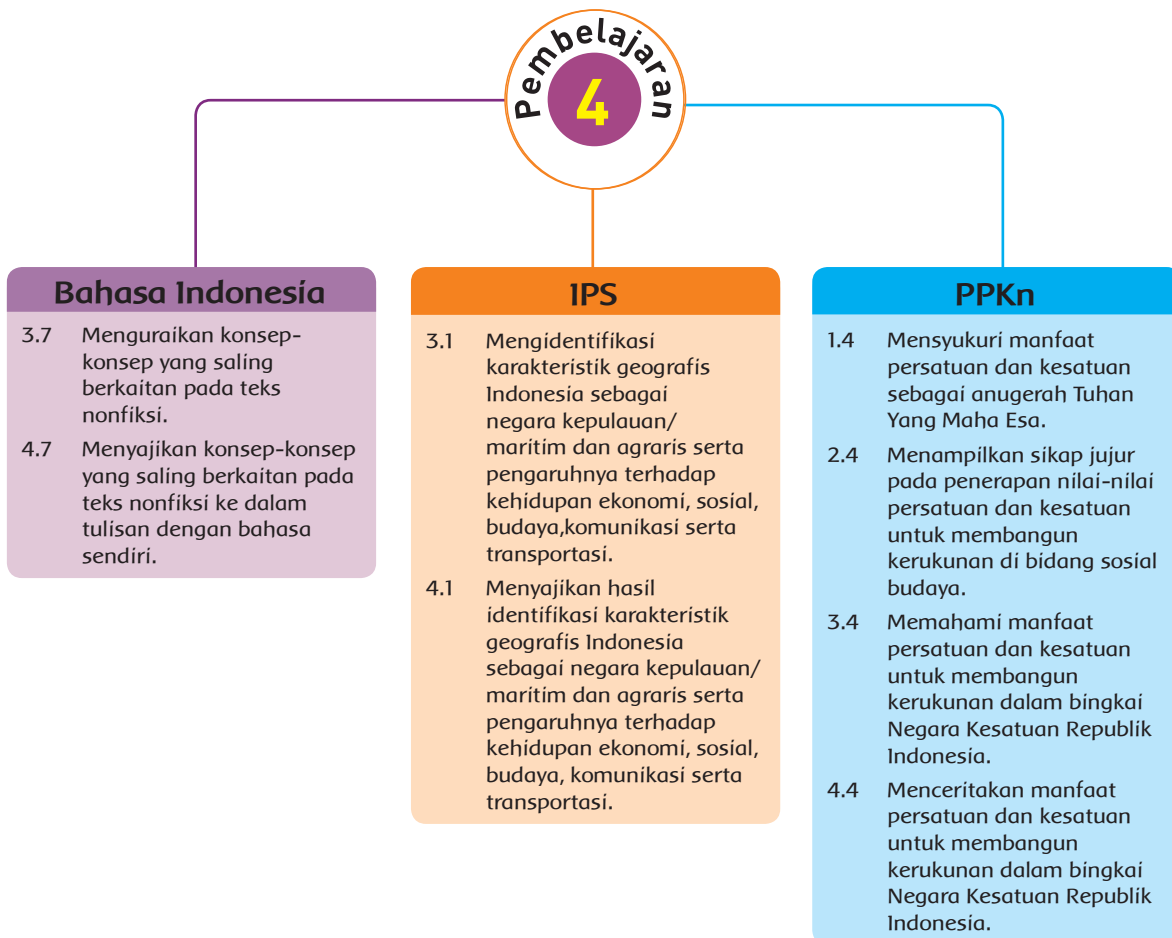 Pembelajaran
4
Bahasa Indonesia
3.7 Menguraikan konsep-
konsep yang saling
berkaitan pada teks
nonfiksi.
4.7 Menyajikan konsep-konsep
yang saling berkaitan pada
teks nonfiksi ke dalam
tulisan dengan bahasa
sendiri.
IPS
3.1 Mengidentifikasi
karakteristik geografis
Indonesia sebagai
negara kepulauan/
maritim dan agraris serta
pengaruhnya terhadap
kehidupan ekonomi, sosial,
budaya,komunikasi serta
transportasi.
4.1 Menyajikan hasil
identifikasi karakteristik
geografis Indonesia
sebagai negara kepulauan/
maritim dan agraris serta
pengaruhnya terhadap
kehidupan ekonomi, sosial,
budaya, komunikasi serta
transportasi.
PPKn
1.4 Mensyukuri manfaat
persatuan dan kesatuan
sebagai anugerah Tuhan
Yang Maha Esa.
2.4 Menampilkan sikap jujur
pada penerapan nilai-nilai
persatuan dan kesatuan
untuk membangun
kerukunan di bidang sosial
budaya.
3.4 Memahami manfaat
persatuan dan kesatuan
untuk membangun
kerukunan dalam bingkai
Negara Kesatuan Republik
Indonesia.
4.4 Menceritakan manfaat
persatuan dan kesatuan
untuk membangun
kerukunan dalam bingkai
Negara Kesatuan Republik
Indonesia.